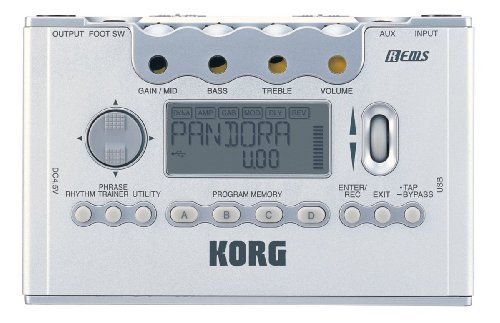 OUTPUT FOOT SW AUX INPUT
REMS
GAIN / MID BASS TREBLE VOLUME
DYNA AMP CAB MOD DLY REV
PANDORA
V.00
DC4.5V
USB
RHYTHM PHRASE TRAINER UTILITY
PROGRAM MEMORY
ENTER/REC EXIT •TAP –BYPASS
A B C D
KORG